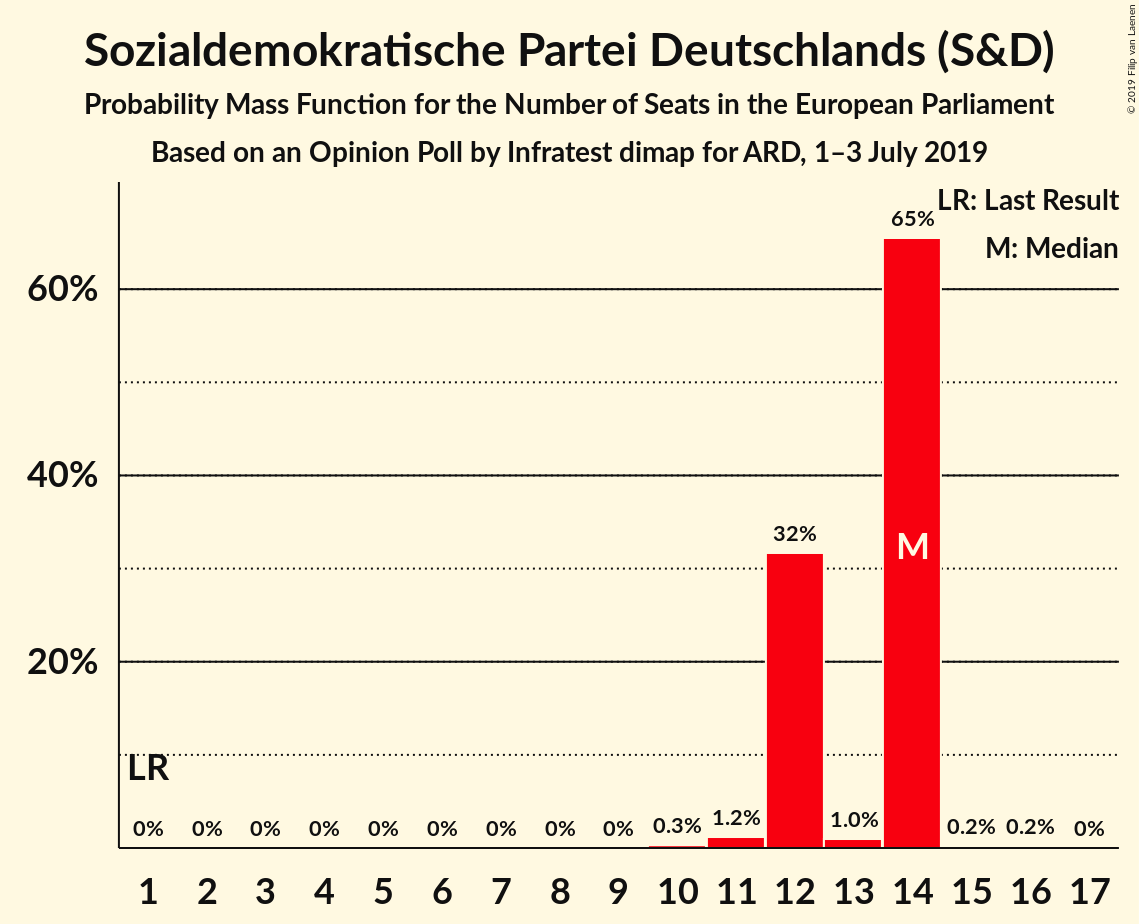 Sozialdemokratische Partei Deutschlands (S&D)
Probability Mass Function for the Number of Seats in the European Parliament
Based on an Opinion Poll by Infratest dimap for ARD, 1–3 July 2019
© 2019 Filip van Laenen
LR: Last Result
M: Median
60%
40%
20%
65%
32%
M
LR
0% 0% 0% 0% 0% 0% 0% 0% 0% 0.3% 1.2% 1.0% 0.2% 0.2% 0%
1 2 3 4 5 6 7 8 9 10 11 12 13 14 15 16 17